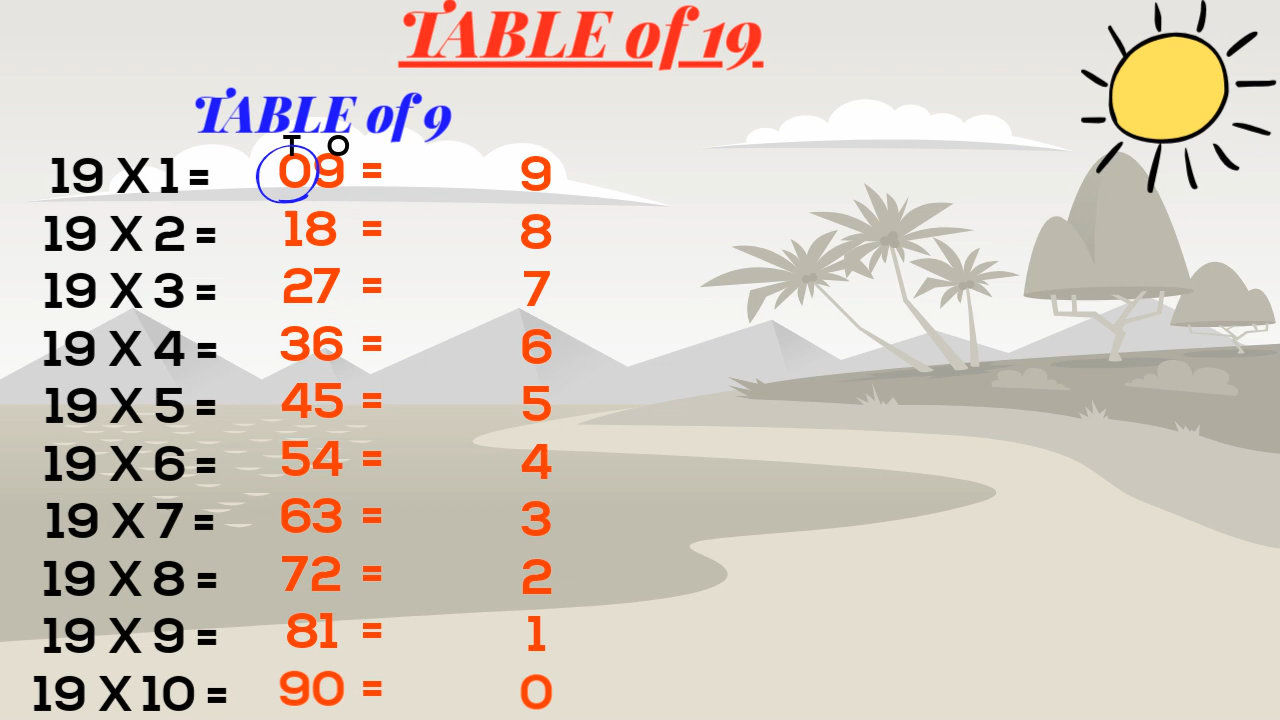 TABLE of 19
TABLE of 9
T O
19 X 1 = 09 = 9
19 X 2 = 18 = 8
19 X 3 = 27 = 7
19 X 4 = 36 = 6
19 X 5 = 45 = 5
19 X 6 = 54 = 4
19 X 7 = 63 = 3
19 X 8 = 72 = 2
19 X 9 = 81 = 1
19 X 10 = 90 = 0